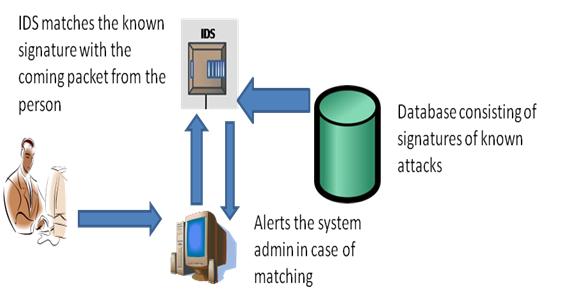 IDS matches the known
signature with the
coming packet from the
person
IDS
Database consisting of
signatures of known
attacks
Alerts the system
admin in case of
matching